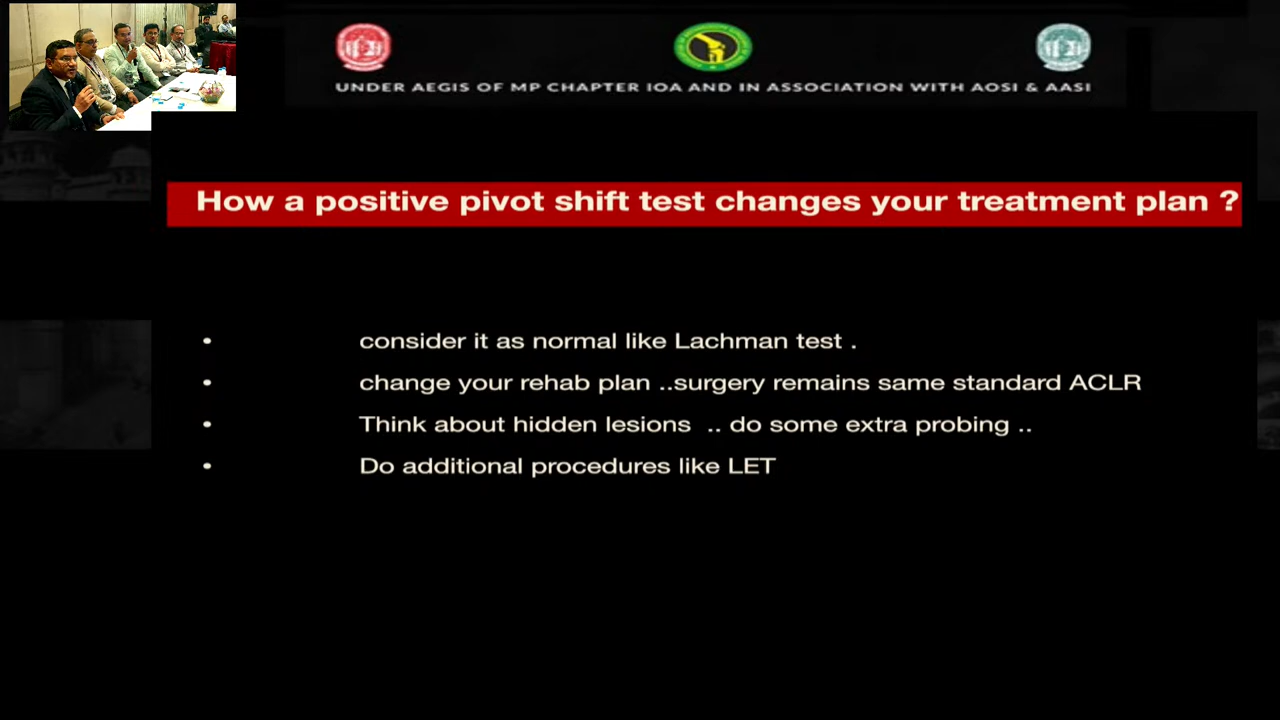 UNDER AEGIS OF MP CHAPTER IOA AND IN ASSOCIATION WITH AOSI & AASI
How a positive pivot shift test changes your treatment plan ?
• consider it as normal like Lachman test .
• change your rehab plan ..surgery remains same standard ACLR
• Think about hidden lesions .. do some extra probing ..
• Do additional procedures like LET